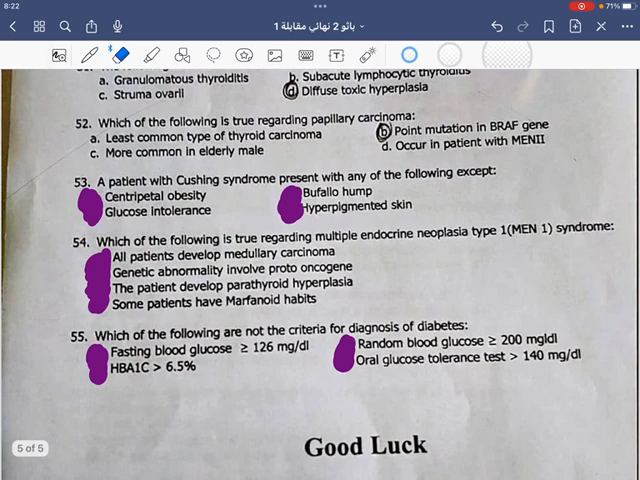 8:22
71%
باثو 2 نهائي مقابلة 1
a. Granulomatous thyroiditis
b. Subacute lymphocytic thyroiditis
c. Struma ovarii
d. Diffuse toxic hyperplasia
52. Which of the following is true regarding papillary carcinoma:
a. Least common type of thyroid carcinoma
b. Point mutation in BRAF gene
c. More common in elderly male
d. Occur in patient with MENII
53. A patient with Cushing syndrome present with any of the following except:
Centripetal obesity
Bufallo hump
Glucose intolerance
Hyperpigmented skin
54. Which of the following is true regarding multiple endocrine neoplasia type 1(MEN 1) syndrome:
All patients develop medullary carcinoma
Genetic abnormality involve proto oncogene
The patient develop parathyroid hyperplasia
Some patients have Marfanoid habits
55. Which of the following are not the criteria for diagnosis of diabetes:
Fasting blood glucose ≥ 126 mg/dl
Random blood glucose ≥ 200 mgldl
HBA1C > 6.5%
Oral glucose tolerance test > 140 mg/dl
5 of 5
Good Luck